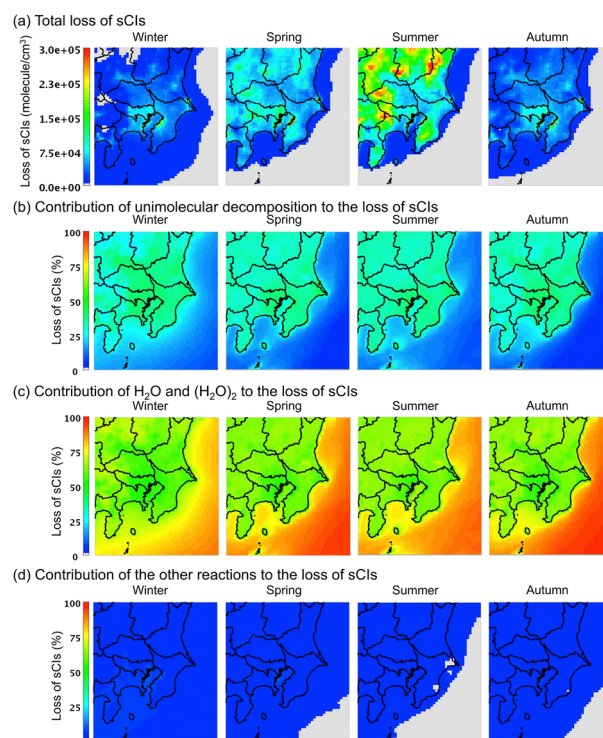 (a) Total loss of sCIs
Winter Spring Summer Autumn
Loss of sCIs (molecule/cm³)
3.0e+05
2.3e+05
1.5e+05
7.5e+04
0.0e+00
(b) Contribution of unimolecular decomposition to the loss of sCIs
Winter Spring Summer Autumn
Loss of sCIs (%)
100
75
50
25
0
(c) Contribution of H₂O and (H₂O)₂ to the loss of sCIs
Winter Spring Summer Autumn
Loss of sCIs (%)
100
75
50
25
0
(d) Contribution of the other reactions to the loss of sCIs
Winter Spring Summer Autumn
Loss of sCIs (%)
100
75
50
25